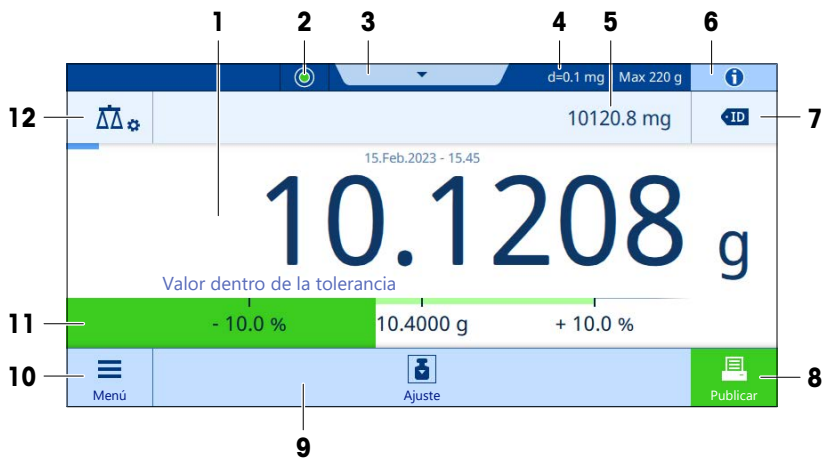 1 2 3 4 5 6
d=0.1 mg Max 220 g
12 10120.8 mg ID 7
15.Feb.2023 - 15.45
10.1208 g
Valor dentro de la tolerancia
11 - 10.0 % 10.4000 g + 10.0 %
10 8
Menú Ajuste Publicar
9